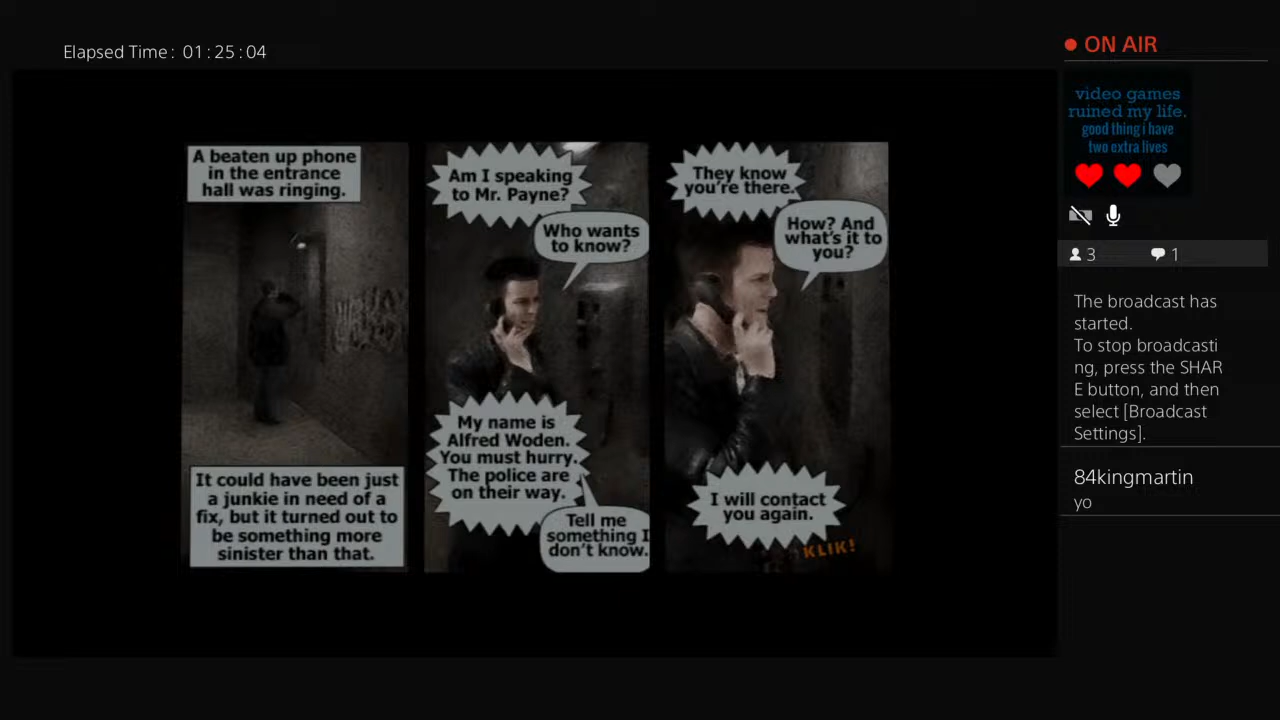 Elapsed Time: 01:25:04
ON AIR
video games
ruined my life.
good thing i have
two extra lives
3
1
The broadcast has
started.
To stop broadcasti
ng, press the SHAR
E button, and then
select [Broadcast
Settings].
84kingmartin
yo
A beaten up phone
in the entrance
hall was ringing.
It could have been just
a junkie in need of a
fix, but it turned out to
be something more
sinister than that.
Am I speaking
to Mr. Payne?
Who wants
to know?
My name is
Alfred Woden.
You must hurry.
The police are
on their way.
Tell me
something I
don't know.
They know
you're there.
How? And
what's it to
you?
I will contact
you again.
KLIK!